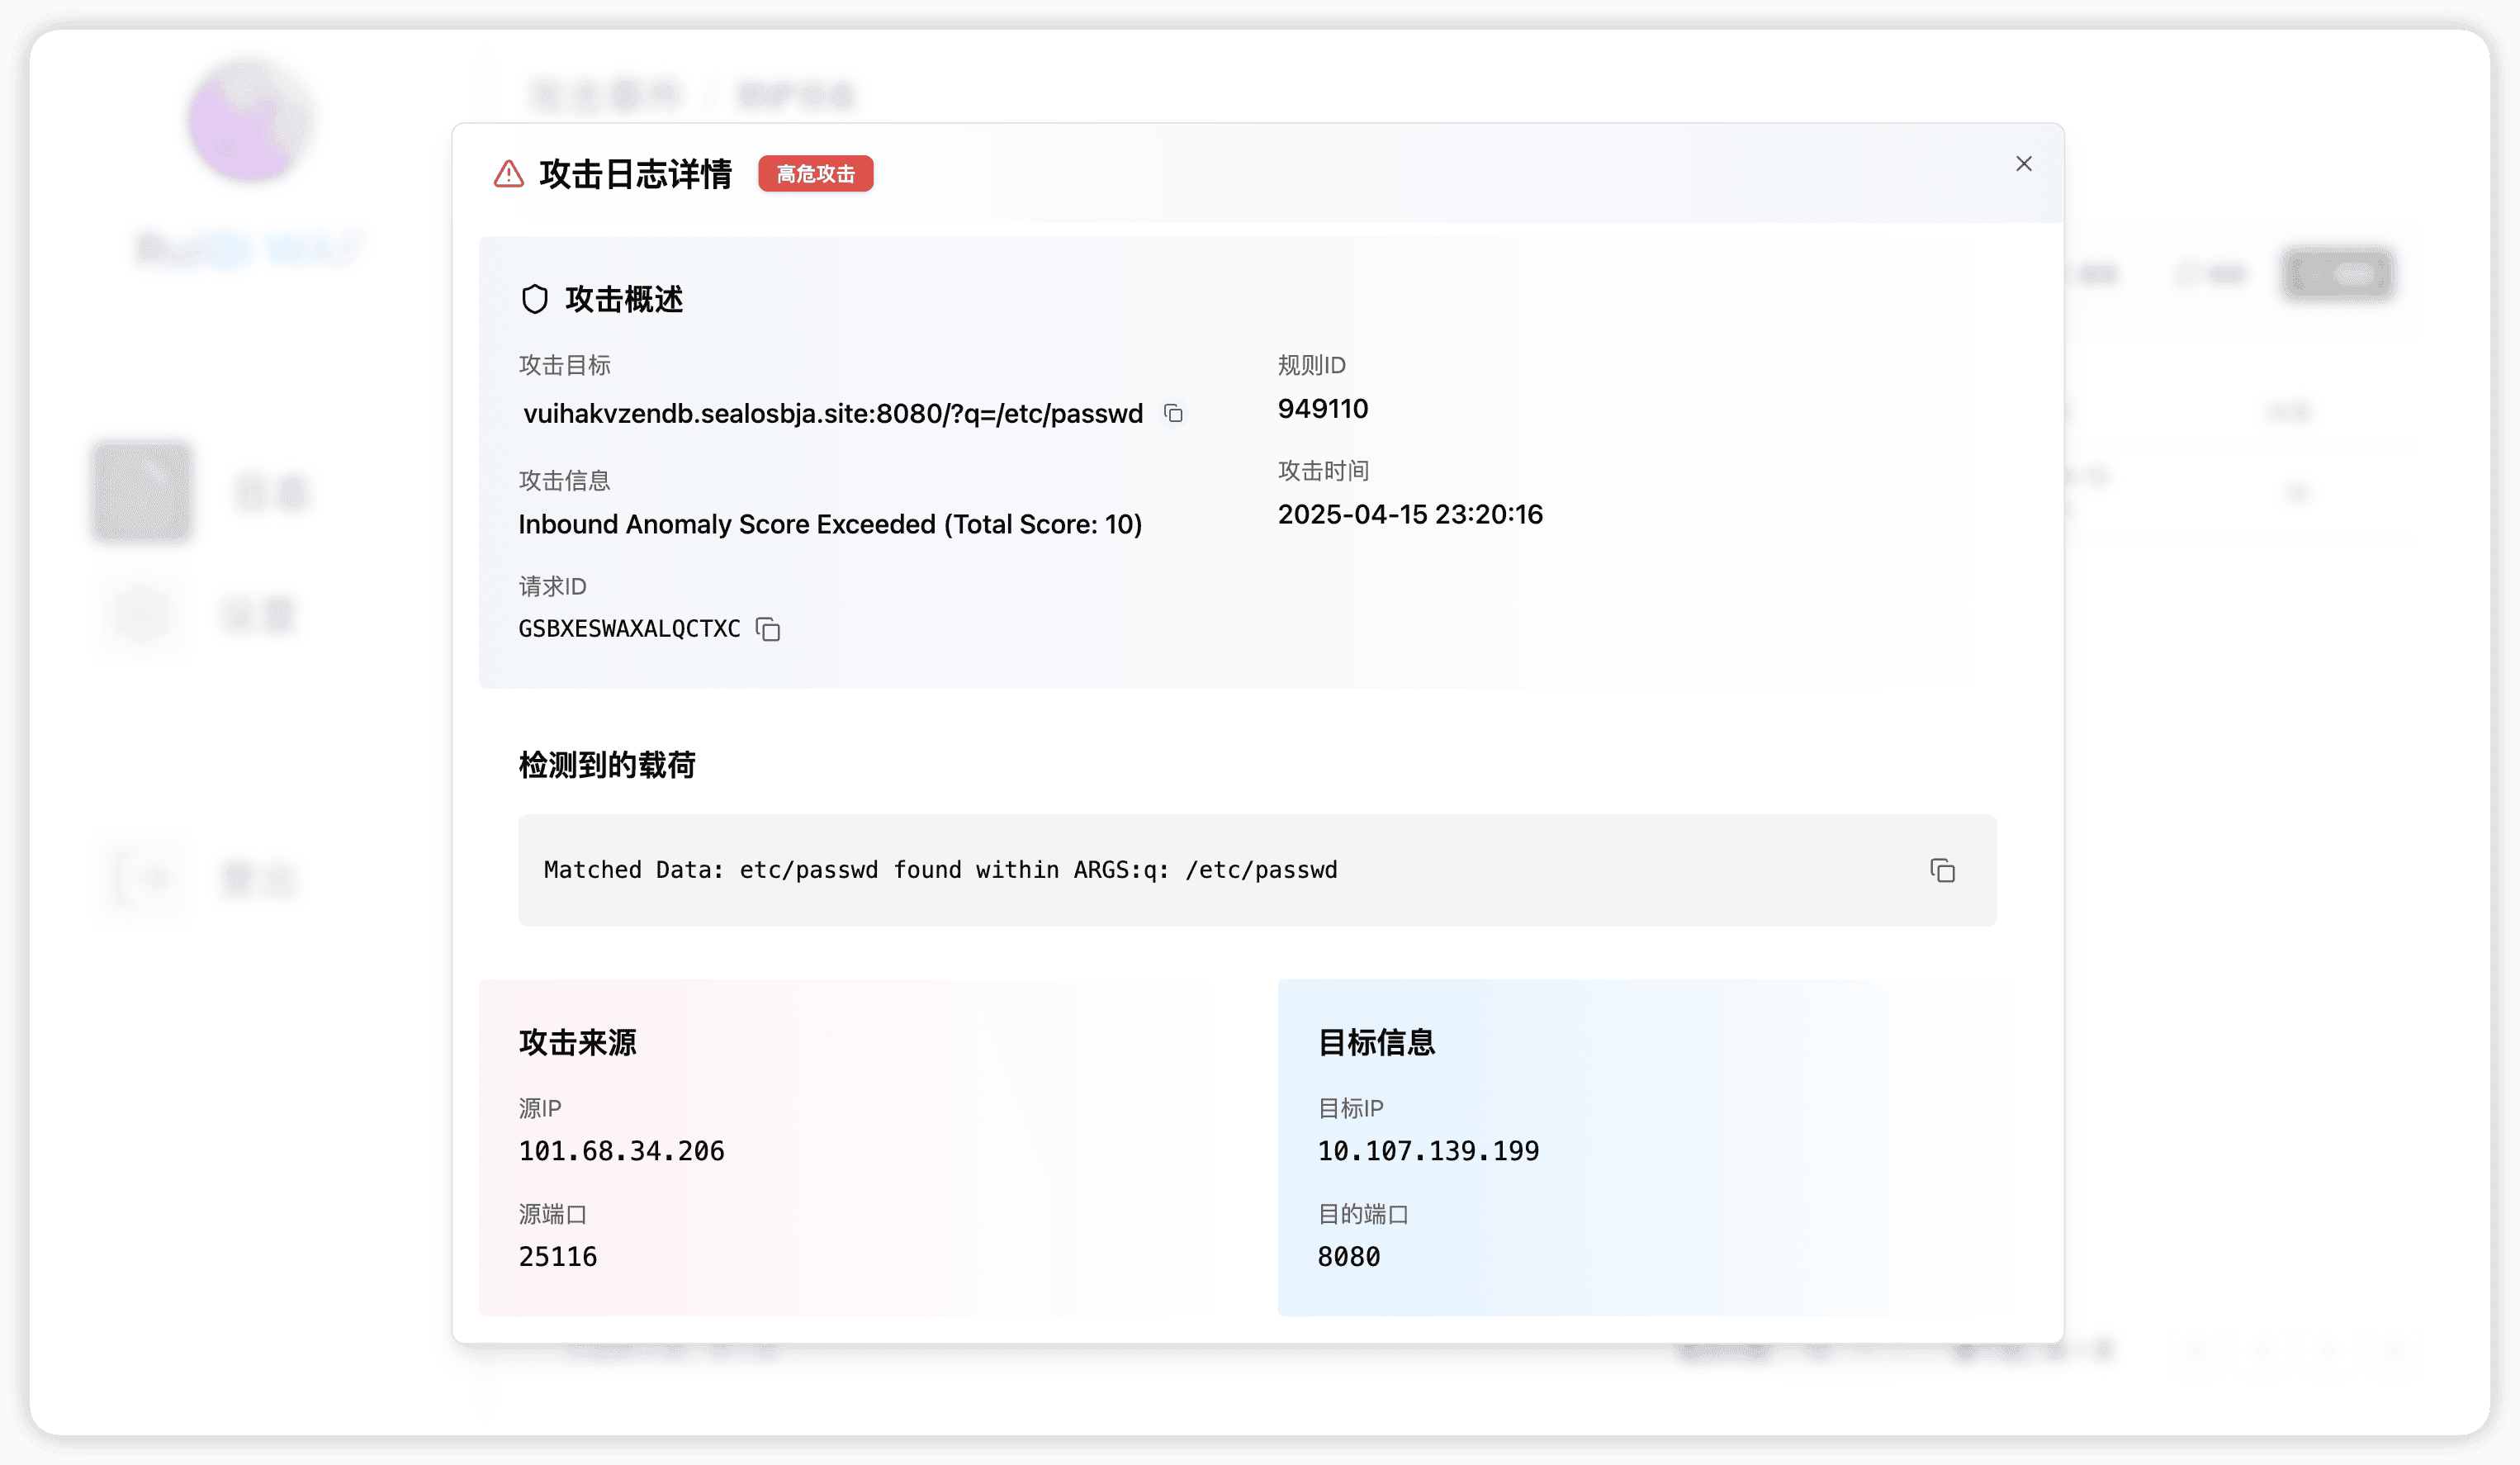 攻击日志详情 高危攻击
攻击概述
攻击目标
vuihakvzendb.sealosbja.site:8080/?q=/etc/passwd
规则ID
949110
攻击信息
Inbound Anomaly Score Exceeded (Total Score: 10)
攻击时间
2025-04-15 23:20:16
请求ID
GSBXESWAXALQCTXC
检测到的载荷
Matched Data: etc/passwd found within ARGS:q: /etc/passwd
攻击来源
源IP
101.68.34.206
源端口
25116
目标信息
目标IP
10.107.139.199
目的端口
8080